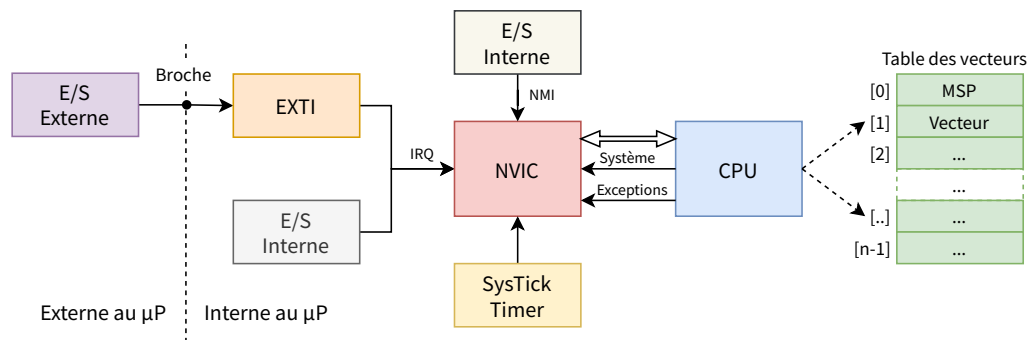 E/S
Interne
Table des vecteurs
Broche
E/S
Externe
EXTI
NMI
[0]
MSP
[1]
Vecteur
[2]
...
...
[..]
...
[n-1]
...
IRQ
NVIC
Système
Exceptions
CPU
E/S
Interne
SysTick
Timer
Externe au µP
Interne au µP